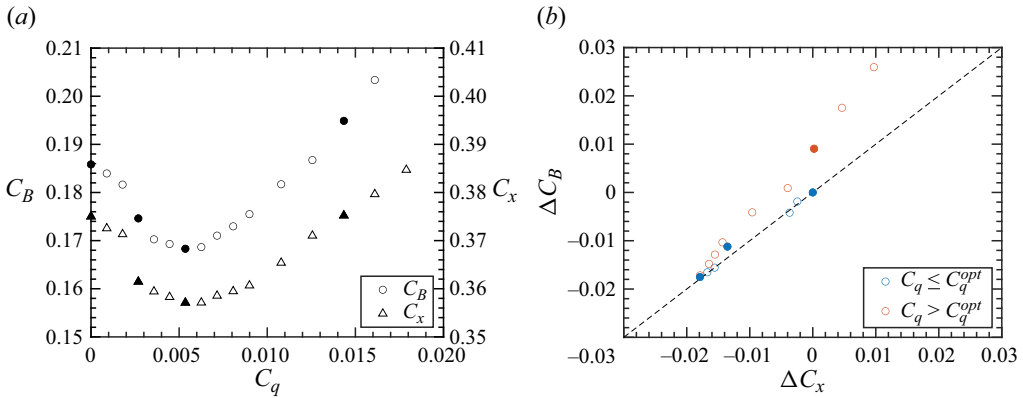 (a)
(b)
0.21
0.20
0.19
0.18
0.17
0.16
0.15
C_B
0.41
0.40
0.39
0.38
0.37
0.36
0.35
C_x
0 0.005 0.010 0.015 0.020
C_q
C_B
C_x
0.03
0.02
0.01
0
−0.01
−0.02
−0.03
ΔC_B
−0.02 −0.01 0 0.01 0.02 0.03
ΔC_x
C_q ≤ C_q^opt
C_q > C_q^opt